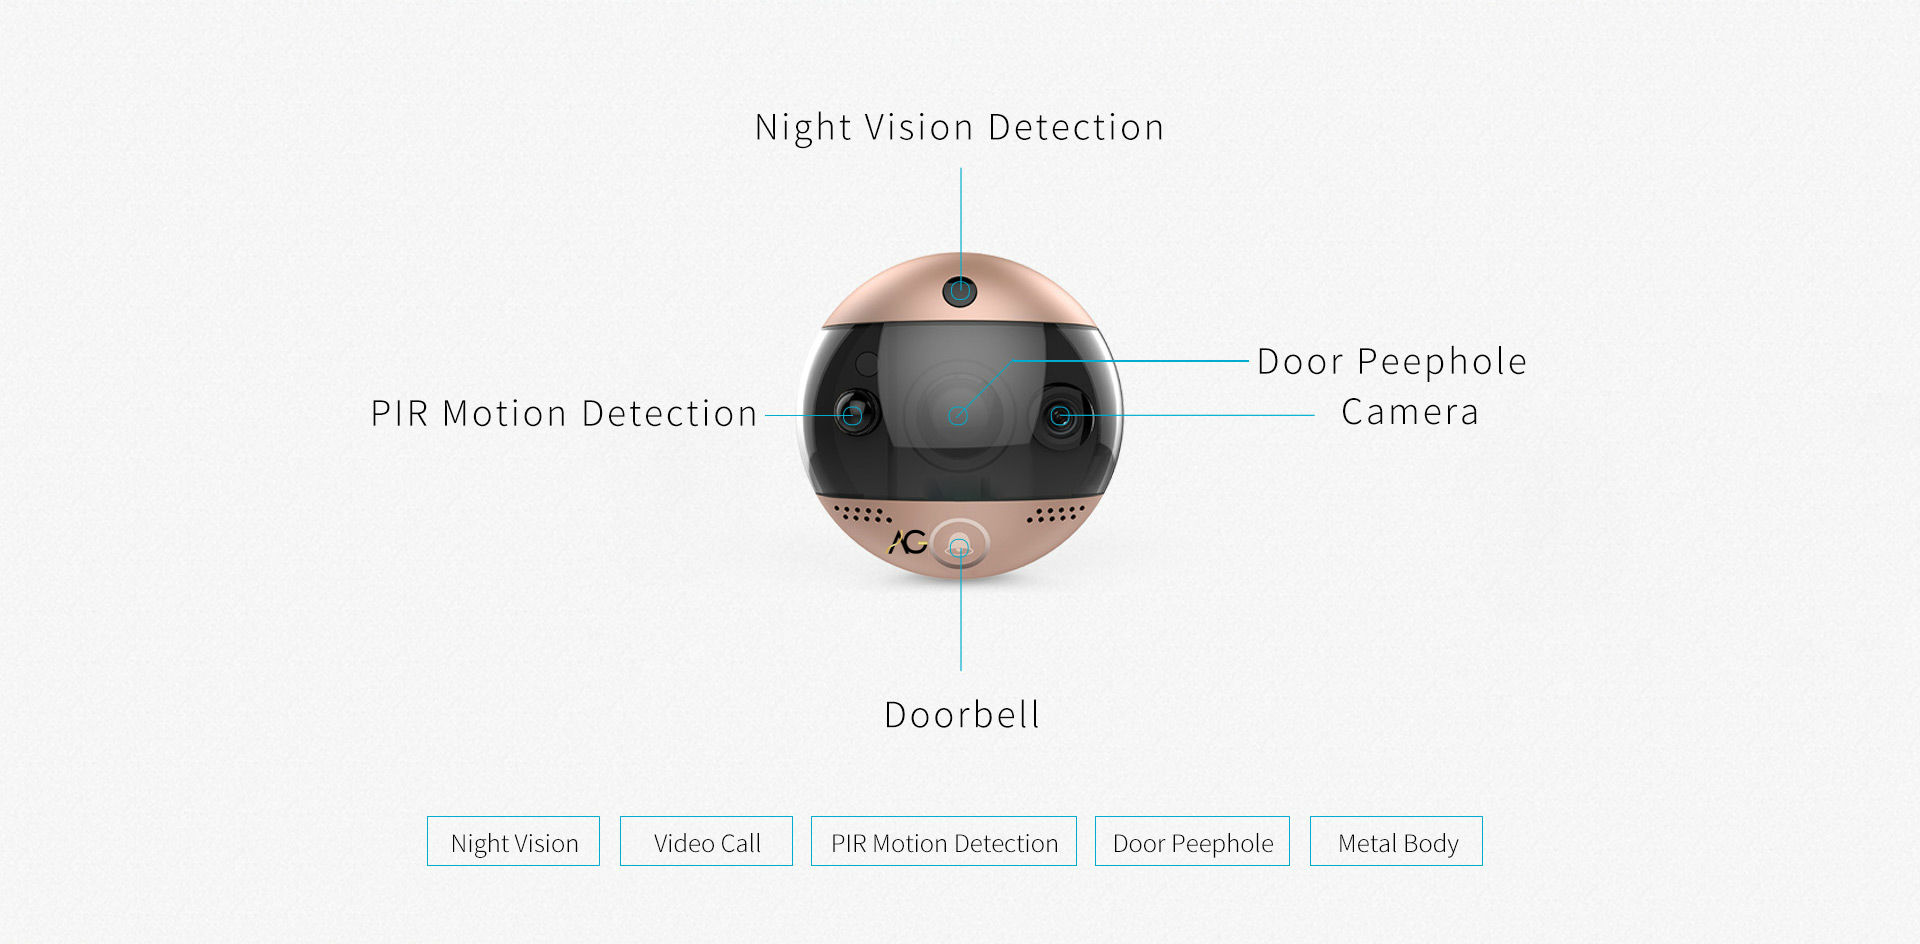 Night Vision Detection
Door Peephole
PIR Motion Detection
Camera
AG
Doorbell
Night Vision
Video Call
PIR Motion Detection
Door Peephole
Metal Body